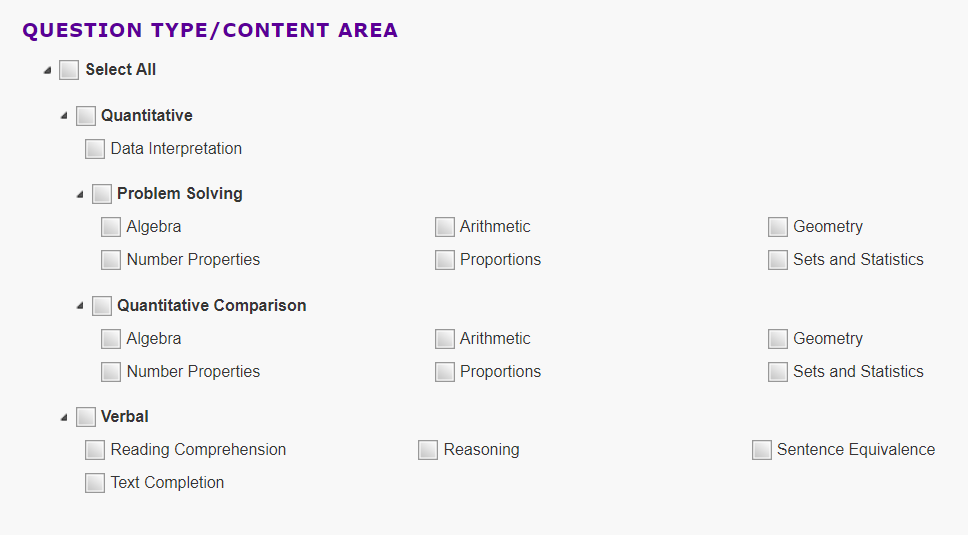 QUESTION TYPE/CONTENT AREA
Select All
Quantitative
Data Interpretation
Problem Solving
Algebra Arithmetic Geometry
Number Properties Proportions Sets and Statistics
Quantitative Comparison
Algebra Arithmetic Geometry
Number Properties Proportions Sets and Statistics
Verbal
Reading Comprehension Reasoning Sentence Equivalence
Text Completion